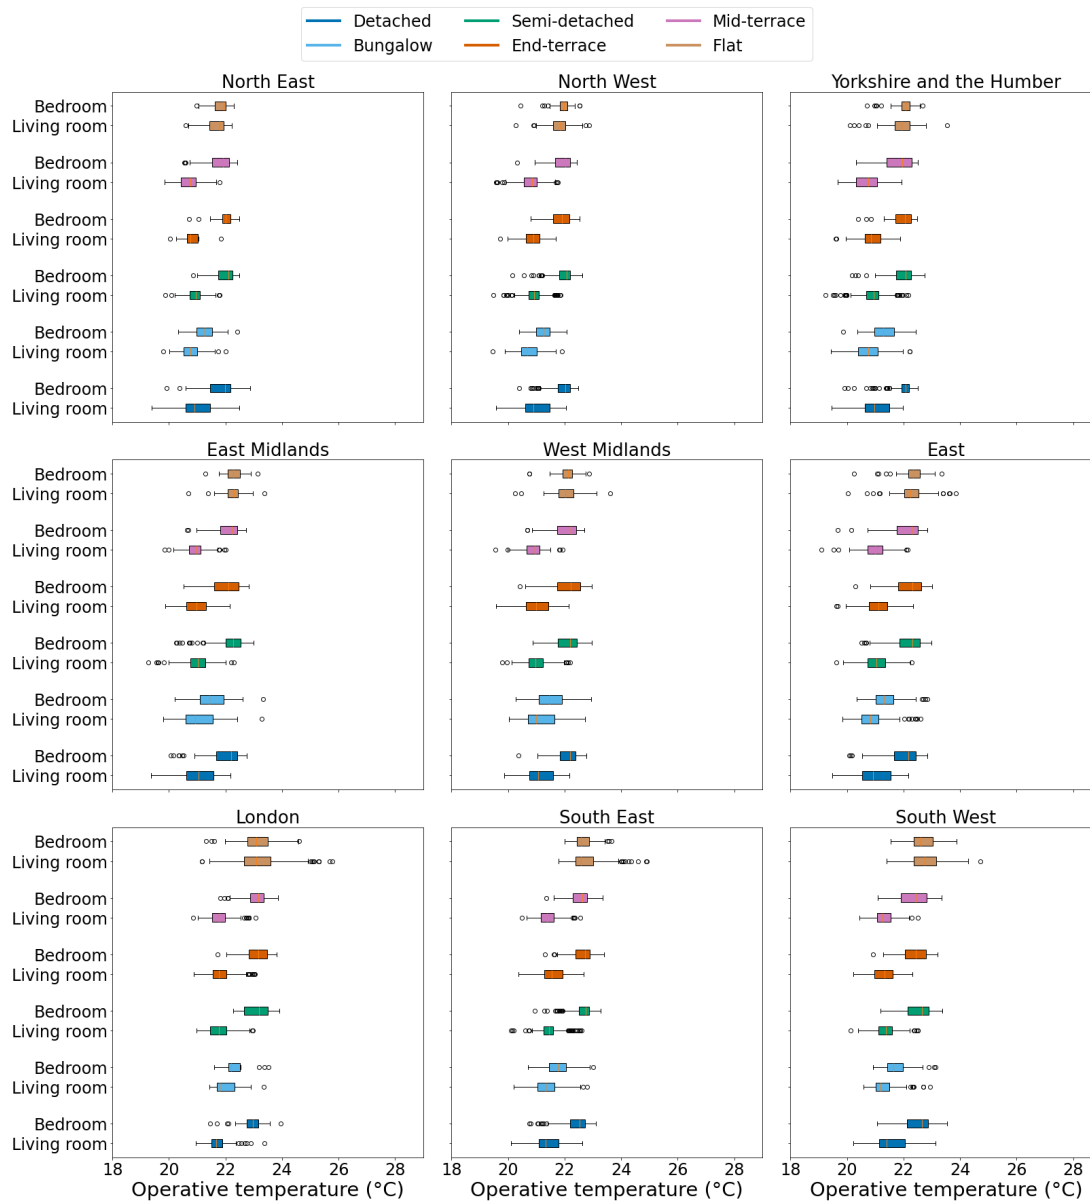 Detached
Semi-detached
Mid-terrace
Bungalow
End-terrace
Flat
North East
North West
Yorkshire and the Humber
Bedroom
Living room
Bedroom
Living room
Bedroom
Living room
Bedroom
Living room
Bedroom
Living room
Bedroom
Living room
East Midlands
West Midlands
East
Bedroom
Living room
Bedroom
Living room
Bedroom
Living room
Bedroom
Living room
Bedroom
Living room
Bedroom
Living room
London
South East
South West
Bedroom
Living room
Bedroom
Living room
Bedroom
Living room
Bedroom
Living room
Bedroom
Living room
Bedroom
Living room
18 20 22 24 26 28
18 20 22 24 26 28
18 20 22 24 26 28
Operative temperature (°C)
Operative temperature (°C)
Operative temperature (°C)